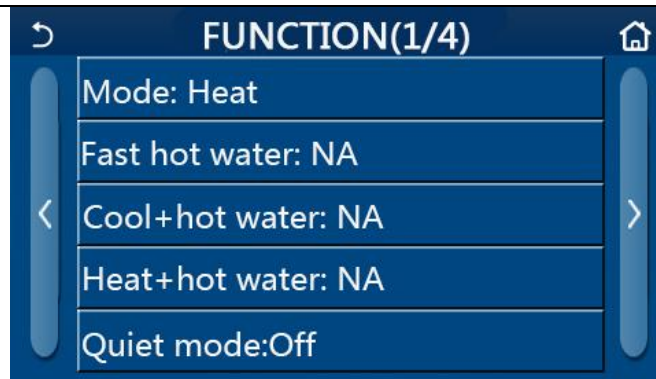 FUNCTION(1/4)
Mode: Heat
Fast hot water: NA
Cool+hot water: NA
Heat+hot water: NA
Quiet mode:Off